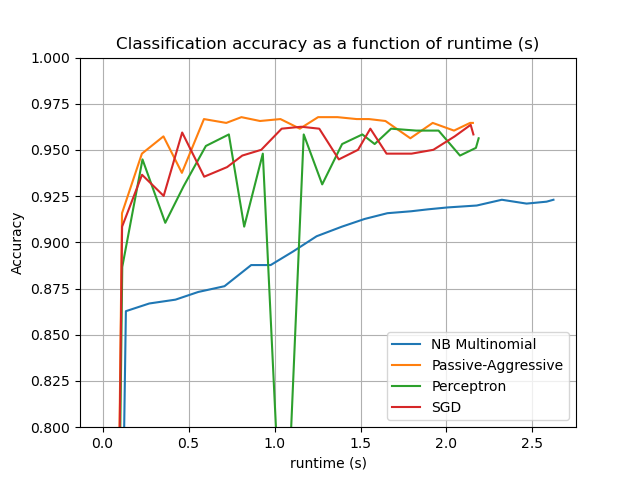 Classification accuracy as a function of runtime (s)
1.000
0.975
0.950
0.925
0.900
0.875
0.850
0.825
0.800
Accuracy
0.0 0.5 1.0 1.5 2.0 2.5
runtime (s)
NB Multinomial
Passive-Aggressive
Perceptron
SGD